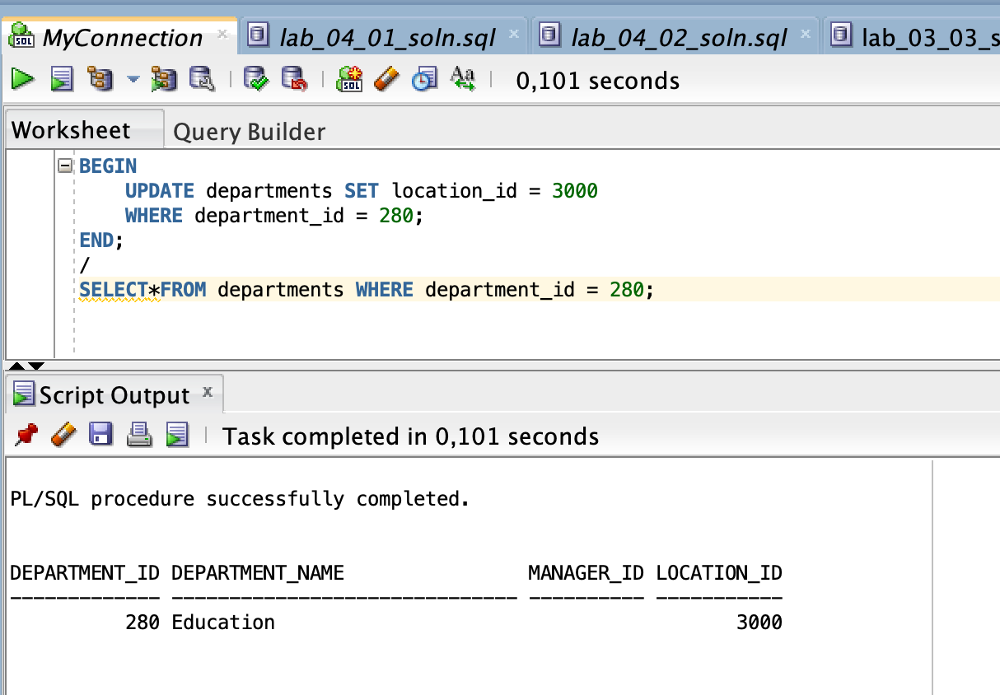 MyConnection lab_04_01_soln.sql lab_04_02_soln.sql lab_03_03_s
SQL Aa 0,101 seconds
Worksheet Query Builder
BEGIN
    UPDATE departments SET location_id = 3000
    WHERE department_id = 280;
END;
/
SELECT*FROM departments WHERE department_id = 280;
Script Output
Task completed in 0,101 seconds
PL/SQL procedure successfully completed.
DEPARTMENT_ID DEPARTMENT_NAME                MANAGER_ID LOCATION_ID
------------- ------------------------------ ---------- -----------
          280 Education                                        3000